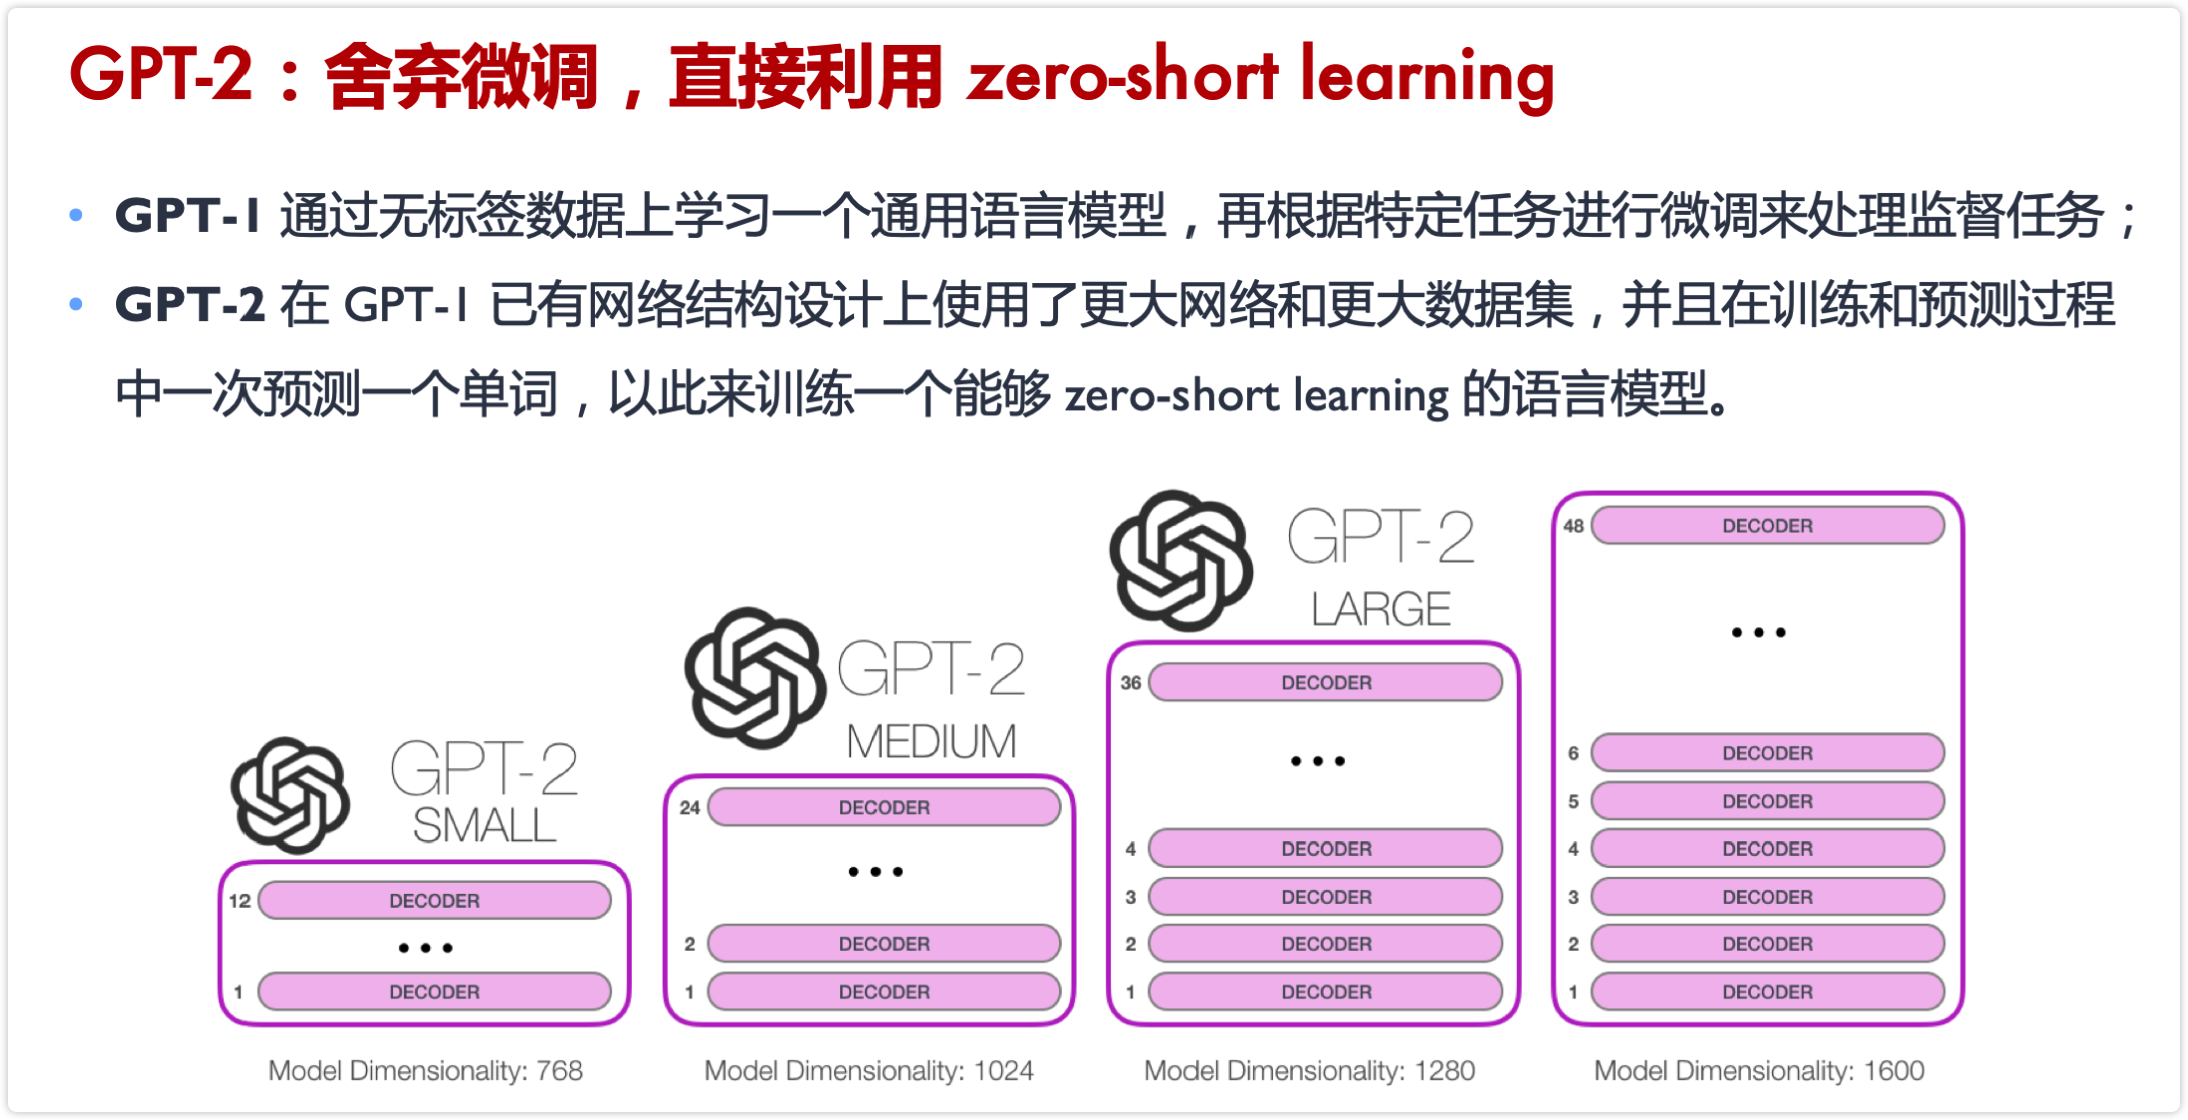 GPT-2：舍弃微调，直接利用 zero-short learning
• GPT-1 通过无标签数据上学习一个通用语言模型，再根据特定任务进行微调来处理监督任务；
• GPT-2 在 GPT-1 已有网络结构设计上使用了更大网络和更大数据集，并且在训练和预测过程
中一次预测一个单词，以此来训练一个能够 zero-short learning 的语言模型。
GPT-2
SMALL
12 DECODER
...
1 DECODER
Model Dimensionality: 768
GPT-2
MEDIUM
24 DECODER
...
2 DECODER
1 DECODER
Model Dimensionality: 1024
GPT-2
LARGE
36 DECODER
...
4 DECODER
3 DECODER
2 DECODER
1 DECODER
Model Dimensionality: 1280
48 DECODER
...
6 DECODER
5 DECODER
4 DECODER
3 DECODER
2 DECODER
1 DECODER
Model Dimensionality: 1600